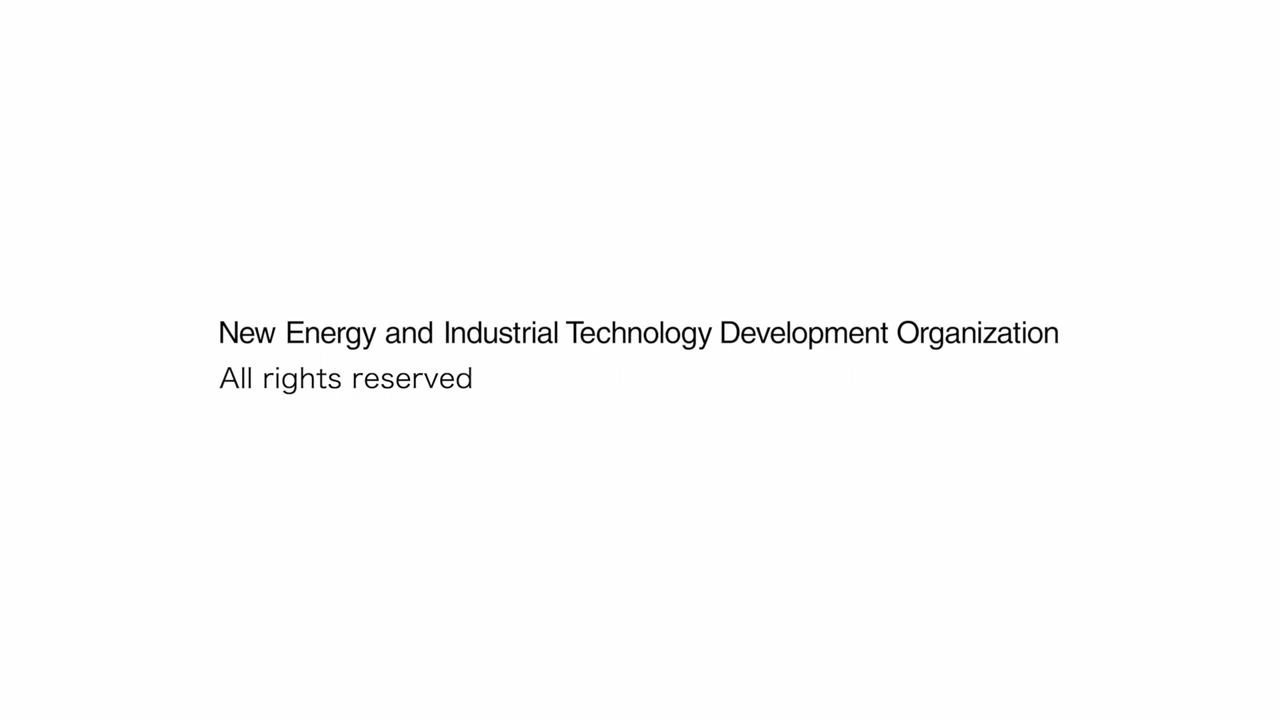 New Energy and Industrial Technology Development Organization
All rights reserved